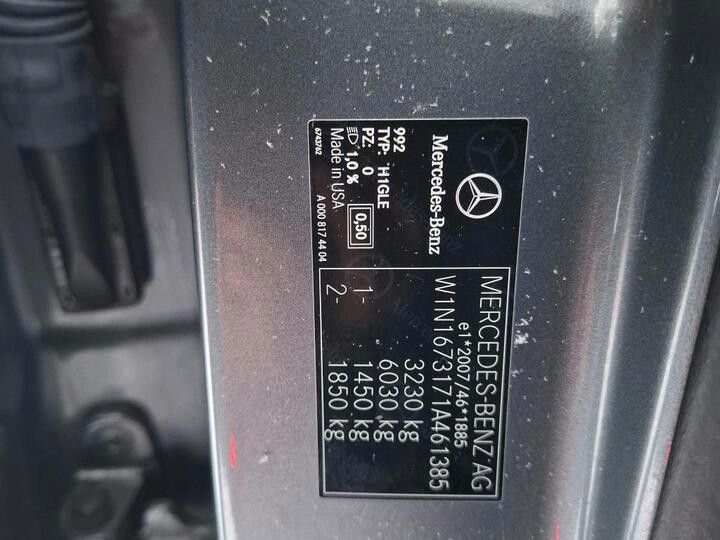 Mercedes-Benz
992
TYP: H1GLE
PZ: 0
1,0 % 0,50
Made in USA
6743762 A 000 817 44 04
MERCEDES-BENZ AG
e1*2007/46*1885
W1N1673171A461385
3230 kg
6030 kg
1- 1450 kg
2- 1850 kg